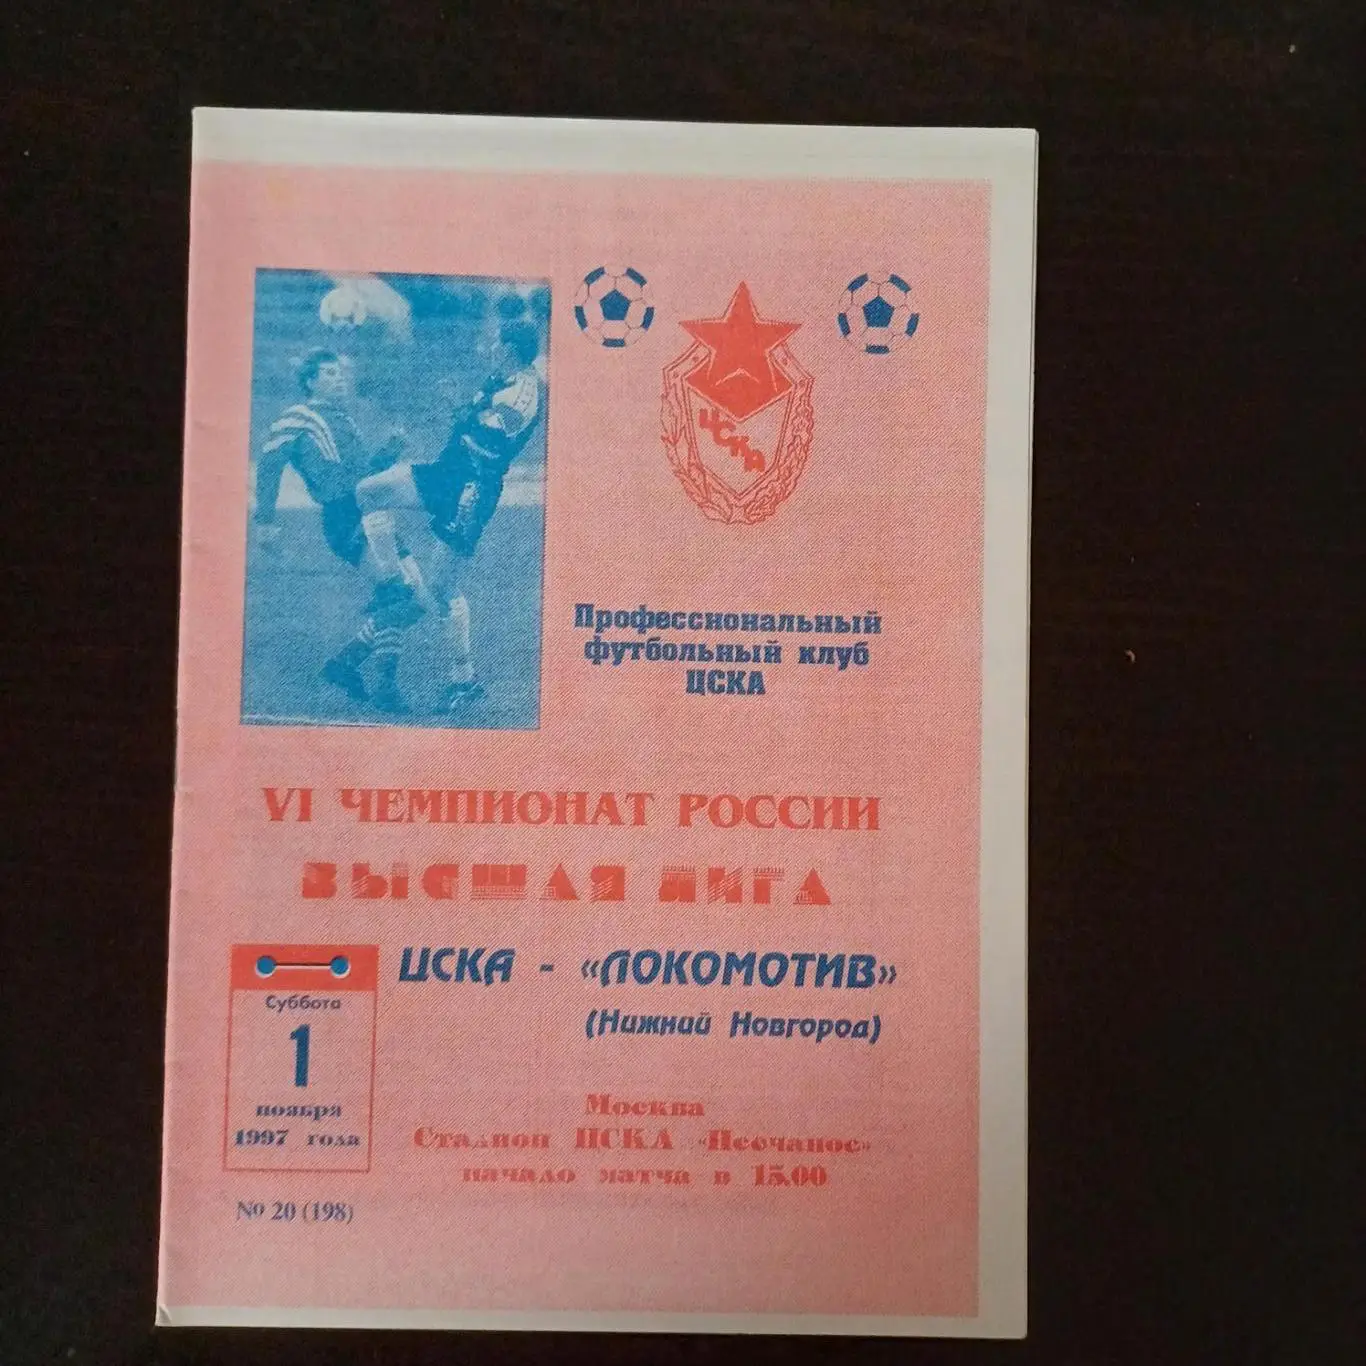 ЦСКА
Профессиональный
футбольный клуб
ЦСКА
VI ЧЕМПИОНАТ РОССИИ
ВЫСШАЯ ЛИГА
ЦСКА - «ЛОКОМОТИВ»
(Нижний Новгород)
Суббота
1
ноября
1997 года
Москва
Стадион ЦСКА «Песчаное»
начало матча в 15.00
№ 20 (198)